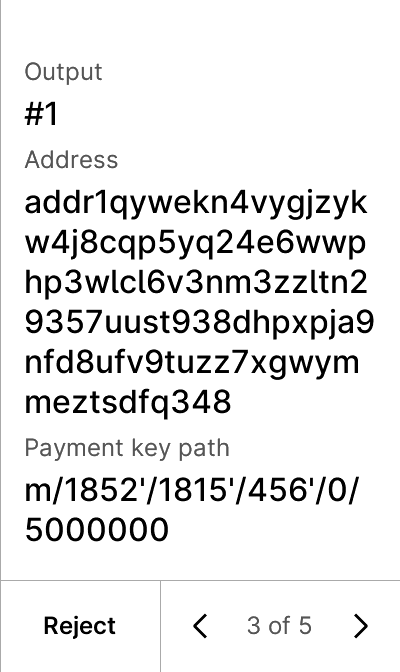 Output
#1
Address
addr1qywekn4vygjzyk
w4j8cqp5yq24e6wwp
hp3wlcl6v3nm3zzltn2
9357uust938dhpxpja9
nfd8ufv9tuzz7xgwym
meztsdfq348
Payment key path
m/1852'/1815'/456'/0/
5000000
Reject
3 of 5